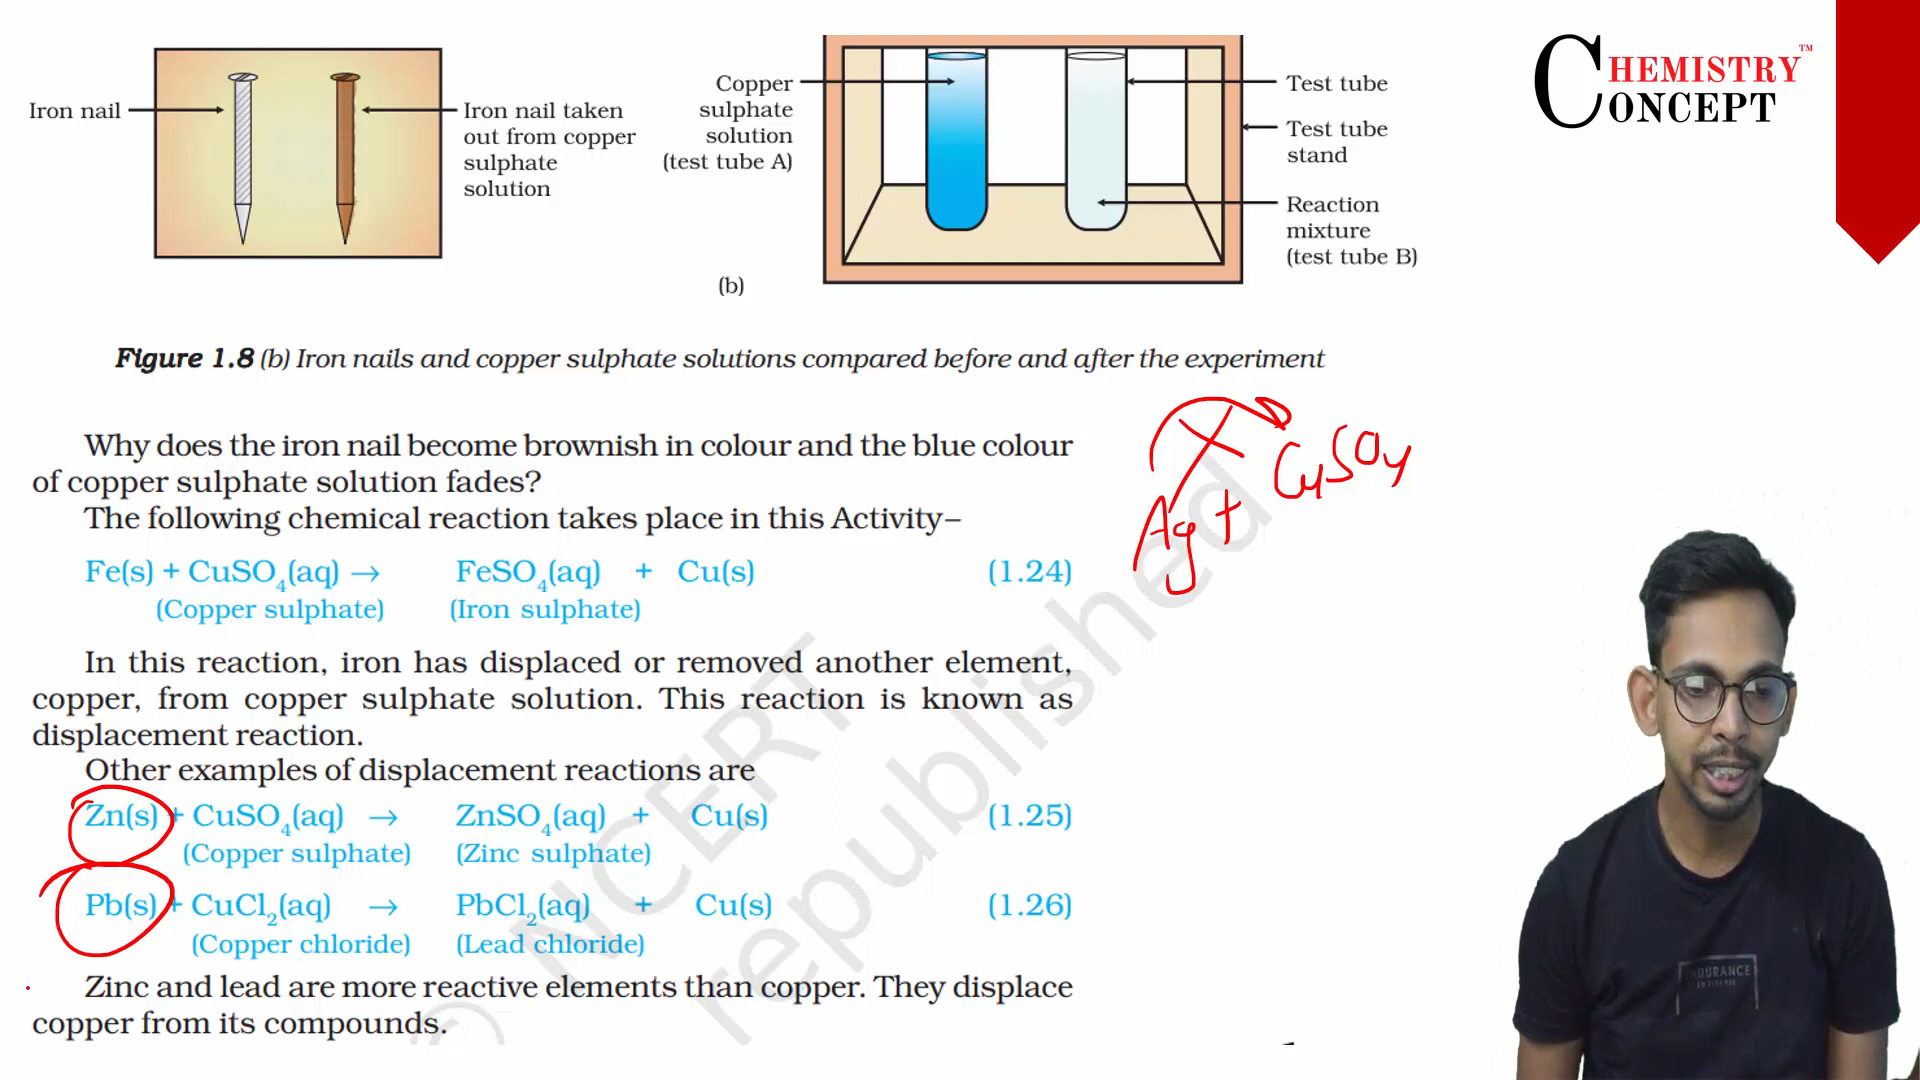 Iron nail
Iron nail taken
out from copper
sulphate
solution
Copper
sulphate
solution
(test tube A)
Test tube
Test tube
stand
Reaction
mixture
(test tube B)
(b)
CHEMISTRY™
CONCEPT
Figure 1.8 (b) Iron nails and copper sulphate solutions compared before and after the experiment
Why does the iron nail become brownish in colour and the blue colour
of copper sulphate solution fades?
The following chemical reaction takes place in this Activity–
Fe(s) + CuSO₄(aq) → FeSO₄(aq) + Cu(s) (1.24)
(Copper sulphate) (Iron sulphate)
Ag + CuSO₄
In this reaction, iron has displaced or removed another element,
copper, from copper sulphate solution. This reaction is known as
displacement reaction.
Other examples of displacement reactions are
Zn(s) + CuSO₄(aq) → ZnSO₄(aq) + Cu(s) (1.25)
(Copper sulphate) (Zinc sulphate)
Pb(s) + CuCl₂(aq) → PbCl₂(aq) + Cu(s) (1.26)
(Copper chloride) (Lead chloride)
Zinc and lead are more reactive elements than copper. They displace
copper from its compounds.
© NCERT
republished